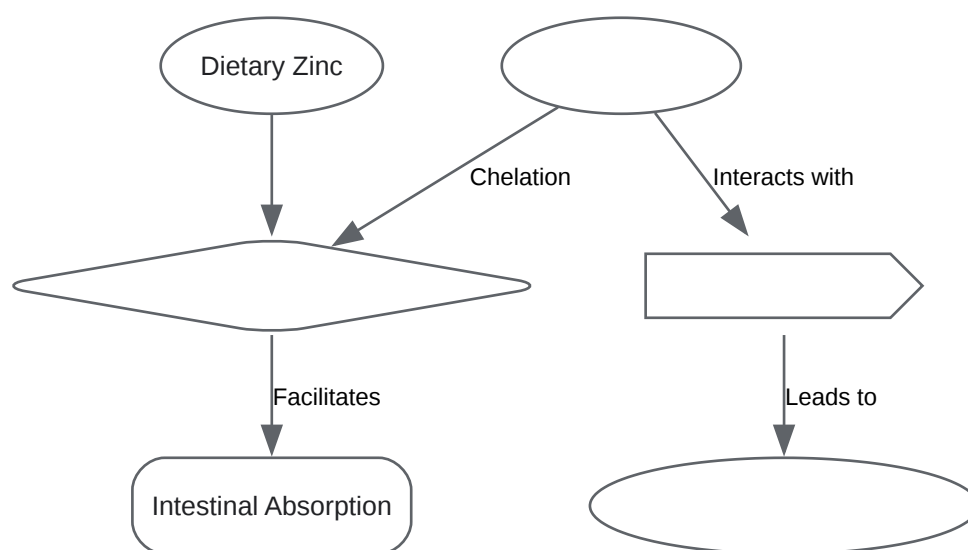 Dietary Zinc
Chelation
Interacts with
Facilitates
Leads to
Intestinal Absorption